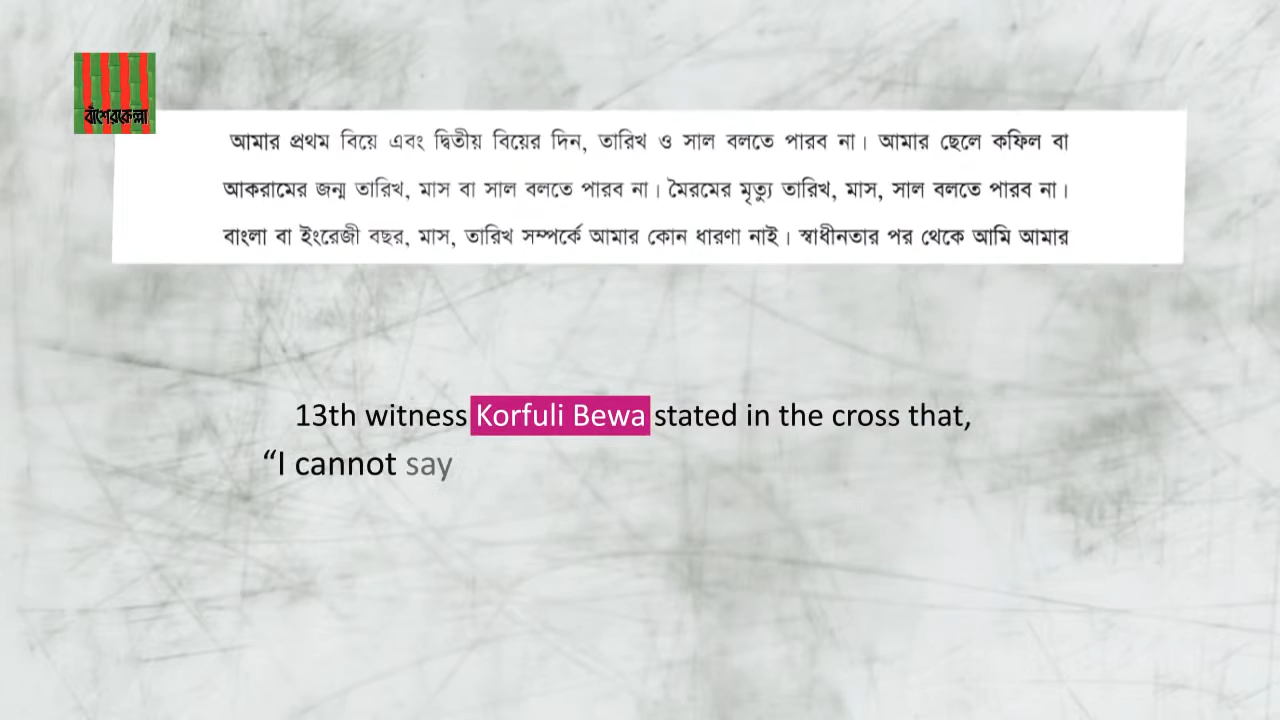 বাঁশেরকেল্লা
আমার প্রথম বিয়ে এবং দ্বিতীয় বিয়ের দিন, তারিখ ও সাল বলতে পারব না। আমার ছেলে কফিল বা
আকরামের জন্ম তারিখ, মাস বা সাল বলতে পারব না। মৈরমের মৃত্যু তারিখ, মাস, সাল বলতে পারব না।
বাংলা বা ইংরেজী বছর, মাস, তারিখ সম্পর্কে আমার কোন ধারণা নাই। স্বাধীনতার পর থেকে আমি আমার
13th witness Korfuli Bewa stated in the cross that,
“I cannot say